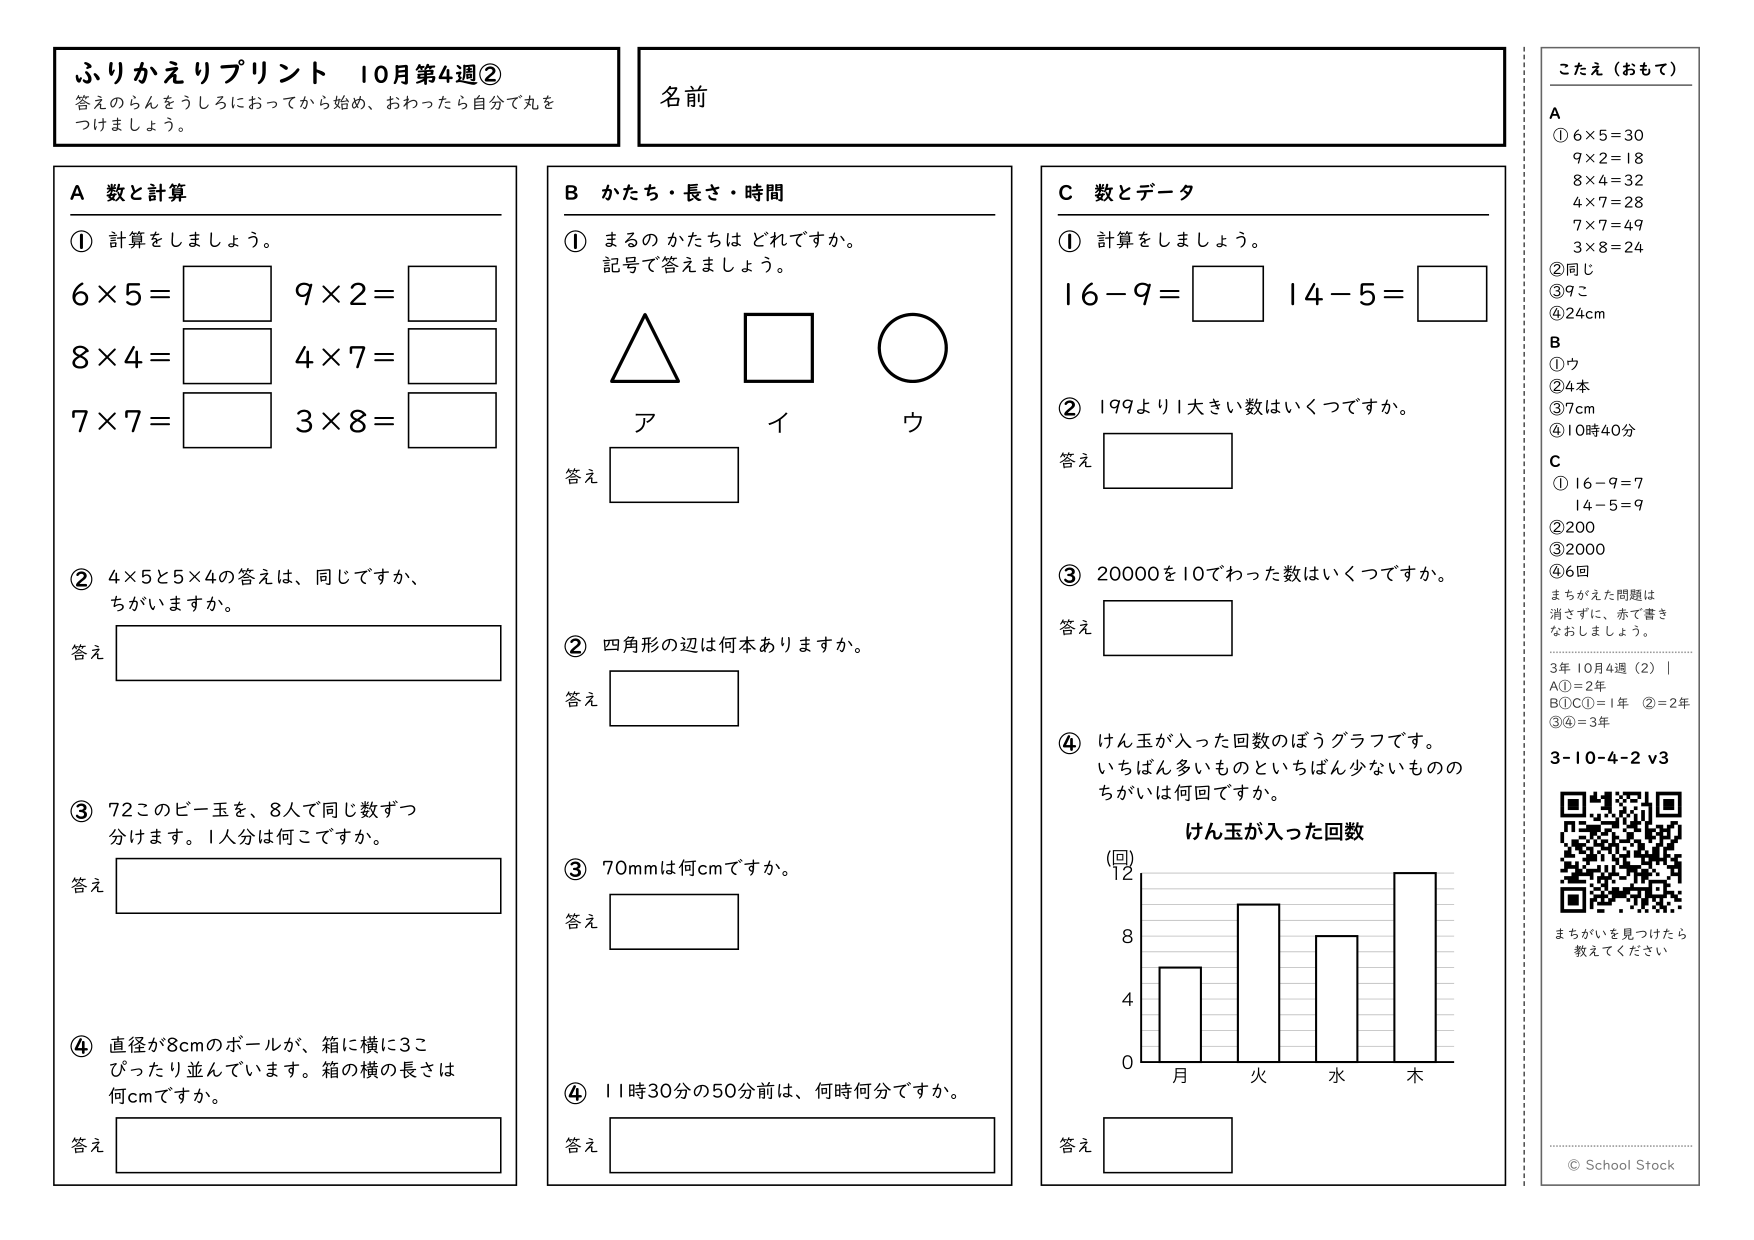 ふりかえりプリント　10月第4週②
答えのらんをうしろにおってから始め、おわったら自分で丸を
つけましょう。
名前
A　数と計算
① 計算をしましょう。
6×5＝
9×2＝
8×4＝
4×7＝
7×7＝
3×8＝
② 4×5と5×4の答えは、同じですか、
ちがいますか。
答え
③ 72このビー玉を、8人で同じ数ずつ
分けます。1人分は何こですか。
答え
④ 直径が8cmのボールが、箱に横に3こ
ぴったり並んでいます。箱の横の長さは
何cmですか。
答え
B　かたち・長さ・時間
① まるの かたちは どれですか。
記号で答えましょう。
ア
イ
ウ
答え
② 四角形の辺は何本ありますか。
答え
③ 70mmは何cmですか。
答え
④ 11時30分の50分前は、何時何分ですか。
答え
C　数とデータ
① 計算をしましょう。
16－9＝
14－5＝
② 199より1大きい数はいくつですか。
答え
③ 20000を10でわった数はいくつですか。
答え
④ けん玉が入った回数のぼうグラフです。
いちばん多いものといちばん少ないものの
ちがいは何回ですか。
けん玉が入った回数
(回)
12
8
4
0
月
火
水
木
答え
こたえ（おもて）
A
① 6×5＝30
9×2＝18
8×4＝32
4×7＝28
7×7＝49
3×8＝24
②同じ
③9こ
④24cm
B
①ウ
②4本
③7cm
④10時40分
C
① 16－9＝7
14－5＝9
②200
③2000
④6回
まちがえた問題は
消さずに、赤で書き
なおしましょう。
3年 10月4週（2）｜
A①＝2年
B①C①＝1年　②＝2年
③④＝3年
3-10-4-2 v3
まちがいを見つけたら
教えてください
© School Stock